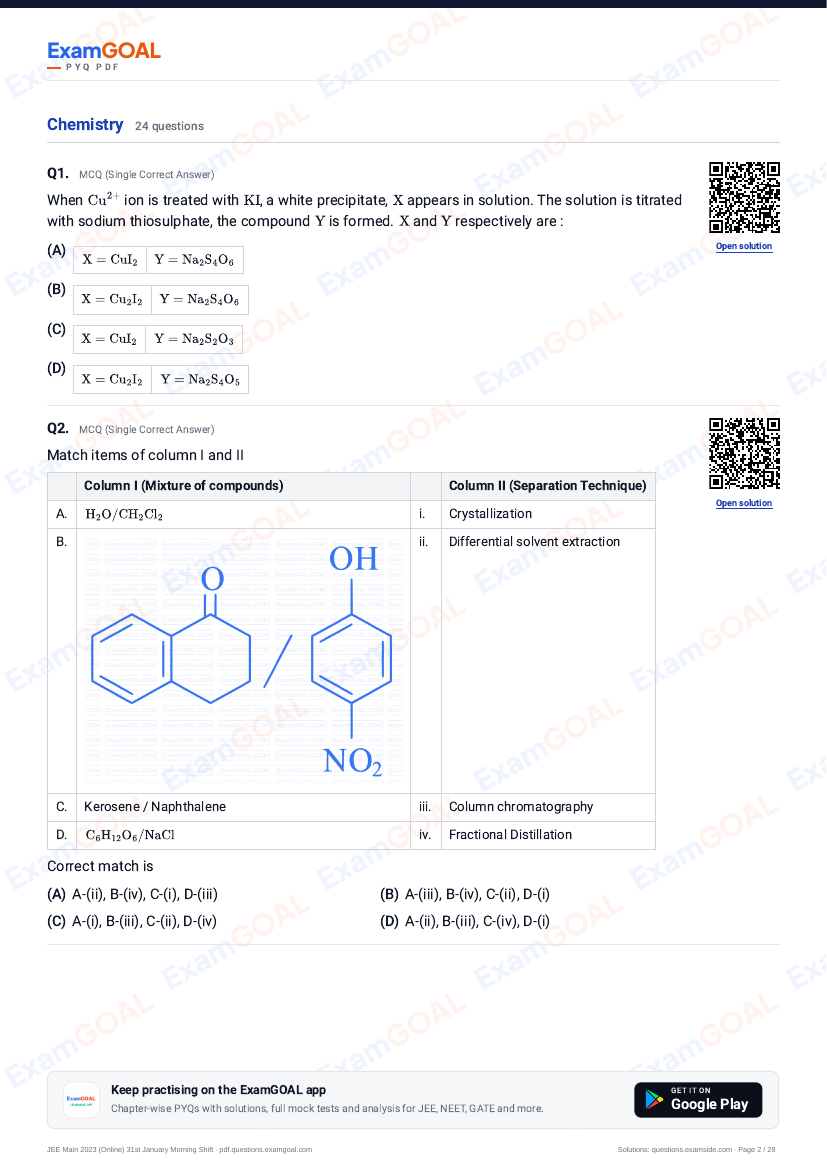 ExamGOAL
PYQ PDF
Chemistry 24 questions
Q1. MCQ (Single Correct Answer)
When Cu²⁺ ion is treated with KI, a white precipitate, X appears in solution. The solution is titrated
with sodium thiosulphate, the compound Y is formed. X and Y respectively are :
Open solution
(A) X = CuI₂ Y = Na₂S₄O₆
(B) X = Cu₂I₂ Y = Na₂S₄O₆
(C) X = CuI₂ Y = Na₂S₂O₃
(D) X = Cu₂I₂ Y = Na₂S₄O₅
Q2. MCQ (Single Correct Answer)
Match items of column I and II
Open solution
Column I (Mixture of compounds) Column II (Separation Technique)
A. H₂O/CH₂Cl₂ i. Crystallization
B. ii. Differential solvent extraction
O OH
NO₂
C. Kerosene / Naphthalene iii. Column chromatography
D. C₆H₁₂O₆/NaCl iv. Fractional Distillation
Correct match is
(A) A-(ii), B-(iv), C-(i), D-(iii) (B) A-(iii), B-(iv), C-(ii), D-(i)
(C) A-(i), B-(iii), C-(ii), D-(iv) (D) A-(ii), B-(iii), C-(iv), D-(i)
ExamGOAL
Keep practising on the ExamGOAL app
Chapter-wise PYQs with solutions, full mock tests and analysis for JEE, NEET, GATE and more.
GET IT ON
Google Play
JEE Main 2023 (Online) 31st January Morning Shift · pdf.questions.examgoal.com Solutions: questions.examside.com · Page 2 / 28